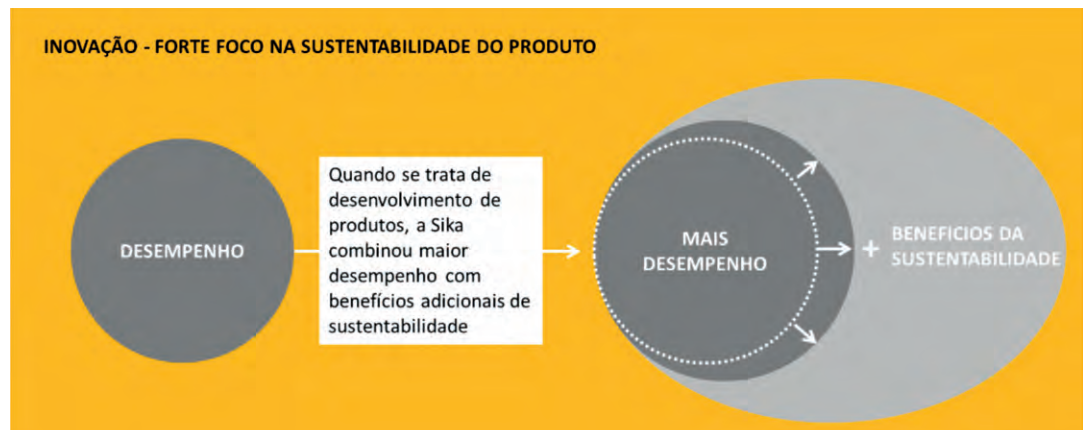 INOVAÇÃO - FORTE FOCO NA SUSTENTABILIDADE DO PRODUTO
DESEMPENHO
Quando se trata de
desenvolvimento de
produtos, a Sika
combinou maior
desempenho com
benefícios adicionais de
sustentabilidade
MAIS
DESEMPENHO
+
BENEFICIOS DA
SUSTENTABILIDADE